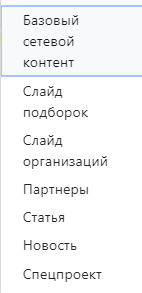 Базовый
сетевой
контент
Слайд
подборок
Слайд
организаций
Партнеры
Статья
Новость
Спецпроект